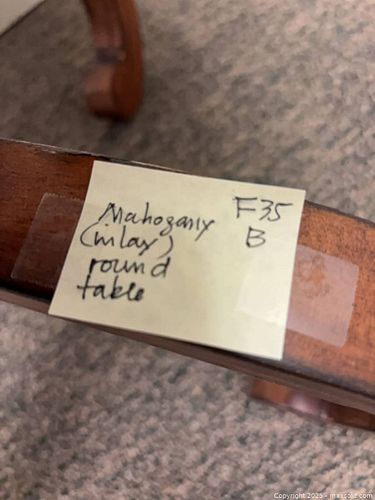 Mahogany
(inlay)
round
table
F35
B
Copyright 2025 - maxsold.com